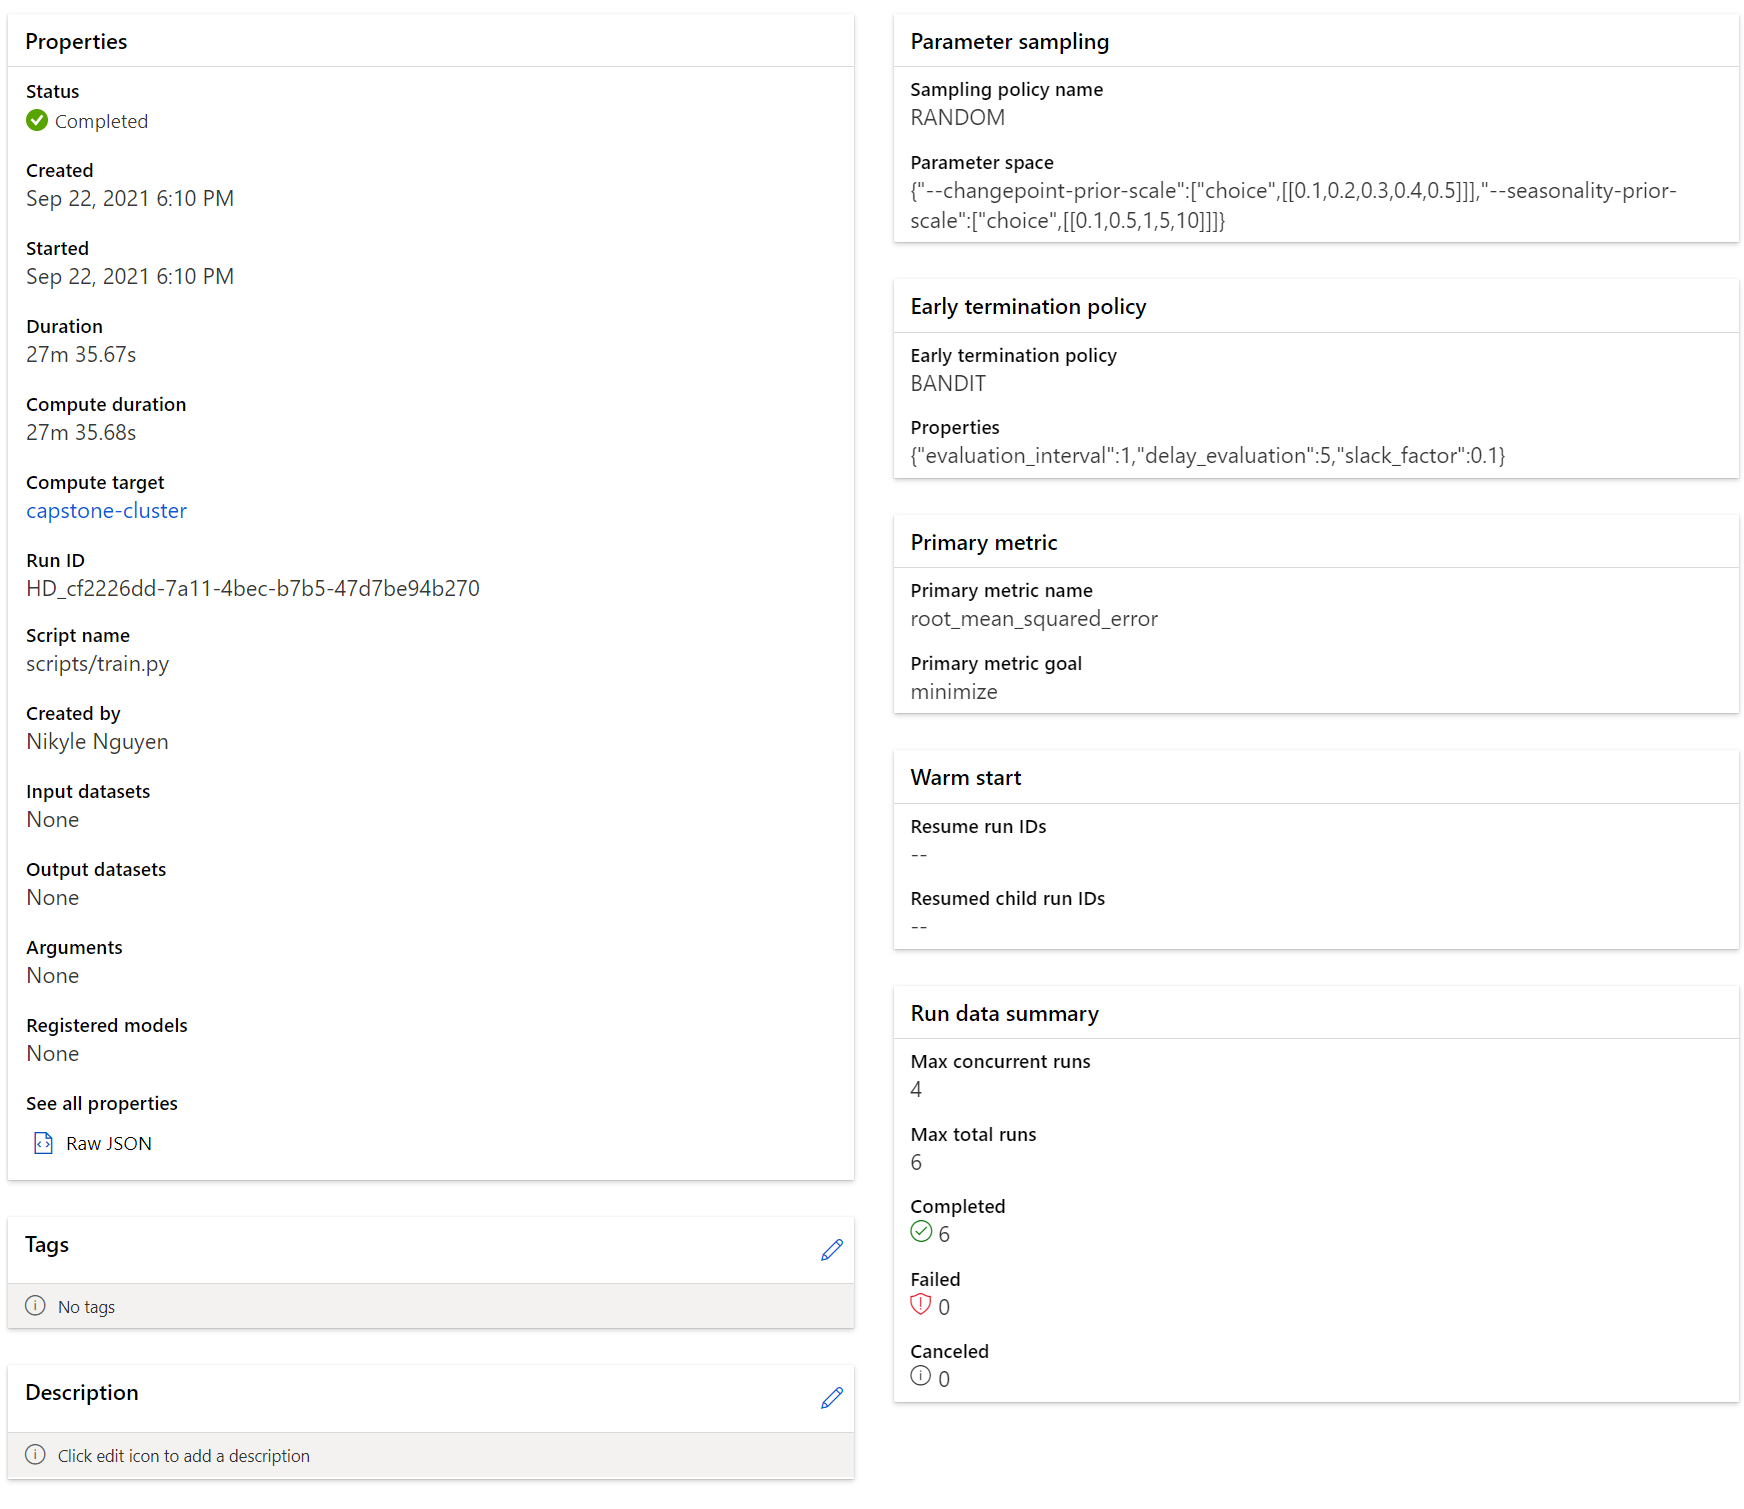 Properties
Status
Completed
Created
Sep 22, 2021 6:10 PM
Started
Sep 22, 2021 6:10 PM
Duration
27m 35.67s
Compute duration
27m 35.68s
Compute target
capstone-cluster
Run ID
HD_cf2226dd-7a11-4bec-b7b5-47d7be94b270
Script name
scripts/train.py
Created by
Nikyle Nguyen
Input datasets
None
Output datasets
None
Arguments
None
Registered models
None
See all properties
Raw JSON
Tags
No tags
Description
Click edit icon to add a description
Parameter sampling
Sampling policy name
RANDOM
Parameter space
{"--changepoint-prior-scale":["choice",[[0.1,0.2,0.3,0.4,0.5]]],"--seasonality-prior-
scale":["choice",[[0.1,0.5,1,5,10]]]}
Early termination policy
Early termination policy
BANDIT
Properties
{"evaluation_interval":1,"delay_evaluation":5,"slack_factor":0.1}
Primary metric
Primary metric name
root_mean_squared_error
Primary metric goal
minimize
Warm start
Resume run IDs
--
Resumed child run IDs
--
Run data summary
Max concurrent runs
4
Max total runs
6
Completed
6
Failed
0
Canceled
0